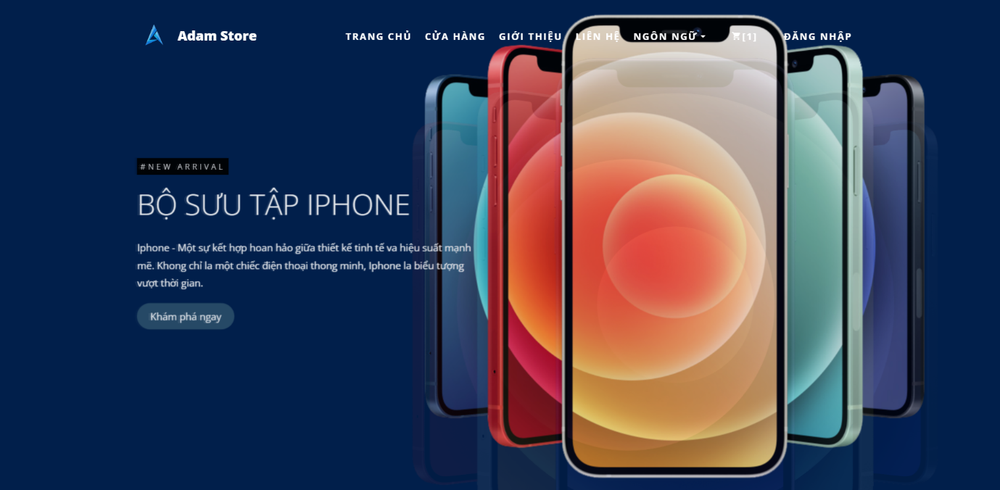 Adam Store
TRANG CHỦ CỬA HÀNG GIỚI THIỆU LIÊN HỆ NGÔN NGỮ [1] ĐĂNG NHẬP
#NEW ARRIVAL
BỘ SƯU TẬP IPHONE
Iphone - Một sự kết hợp hoan hảo giữa thiết kế tinh tế va hiệu suất mạnh
mẽ. Khong chỉ la một chiếc điện thoại thong minh, Iphone la biểu tượng
vượt thời gian.
Khám phá ngay